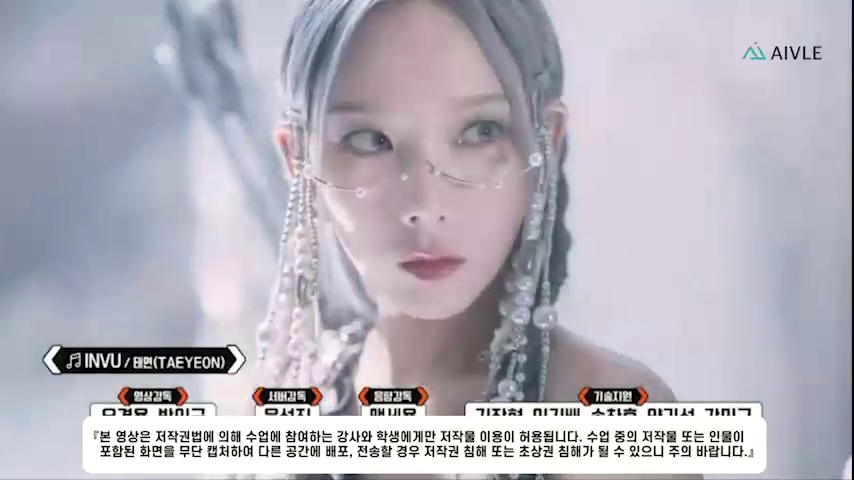 AIVLE
INVU / 태연(TAEYEON)
영상감독
서버감독
음향감독
기술지원
『본 영상은 저작권법에 의해 수업에 참여하는 강사와 학생에게만 저작물 이용이 허용됩니다. 수업 중의 저작물 또는 인물이
포함된 화면을 무단 캡처하여 다른 공간에 배포, 전송할 경우 저작권 침해 또는 초상권 침해가 될 수 있으니 주의 바랍니다.』